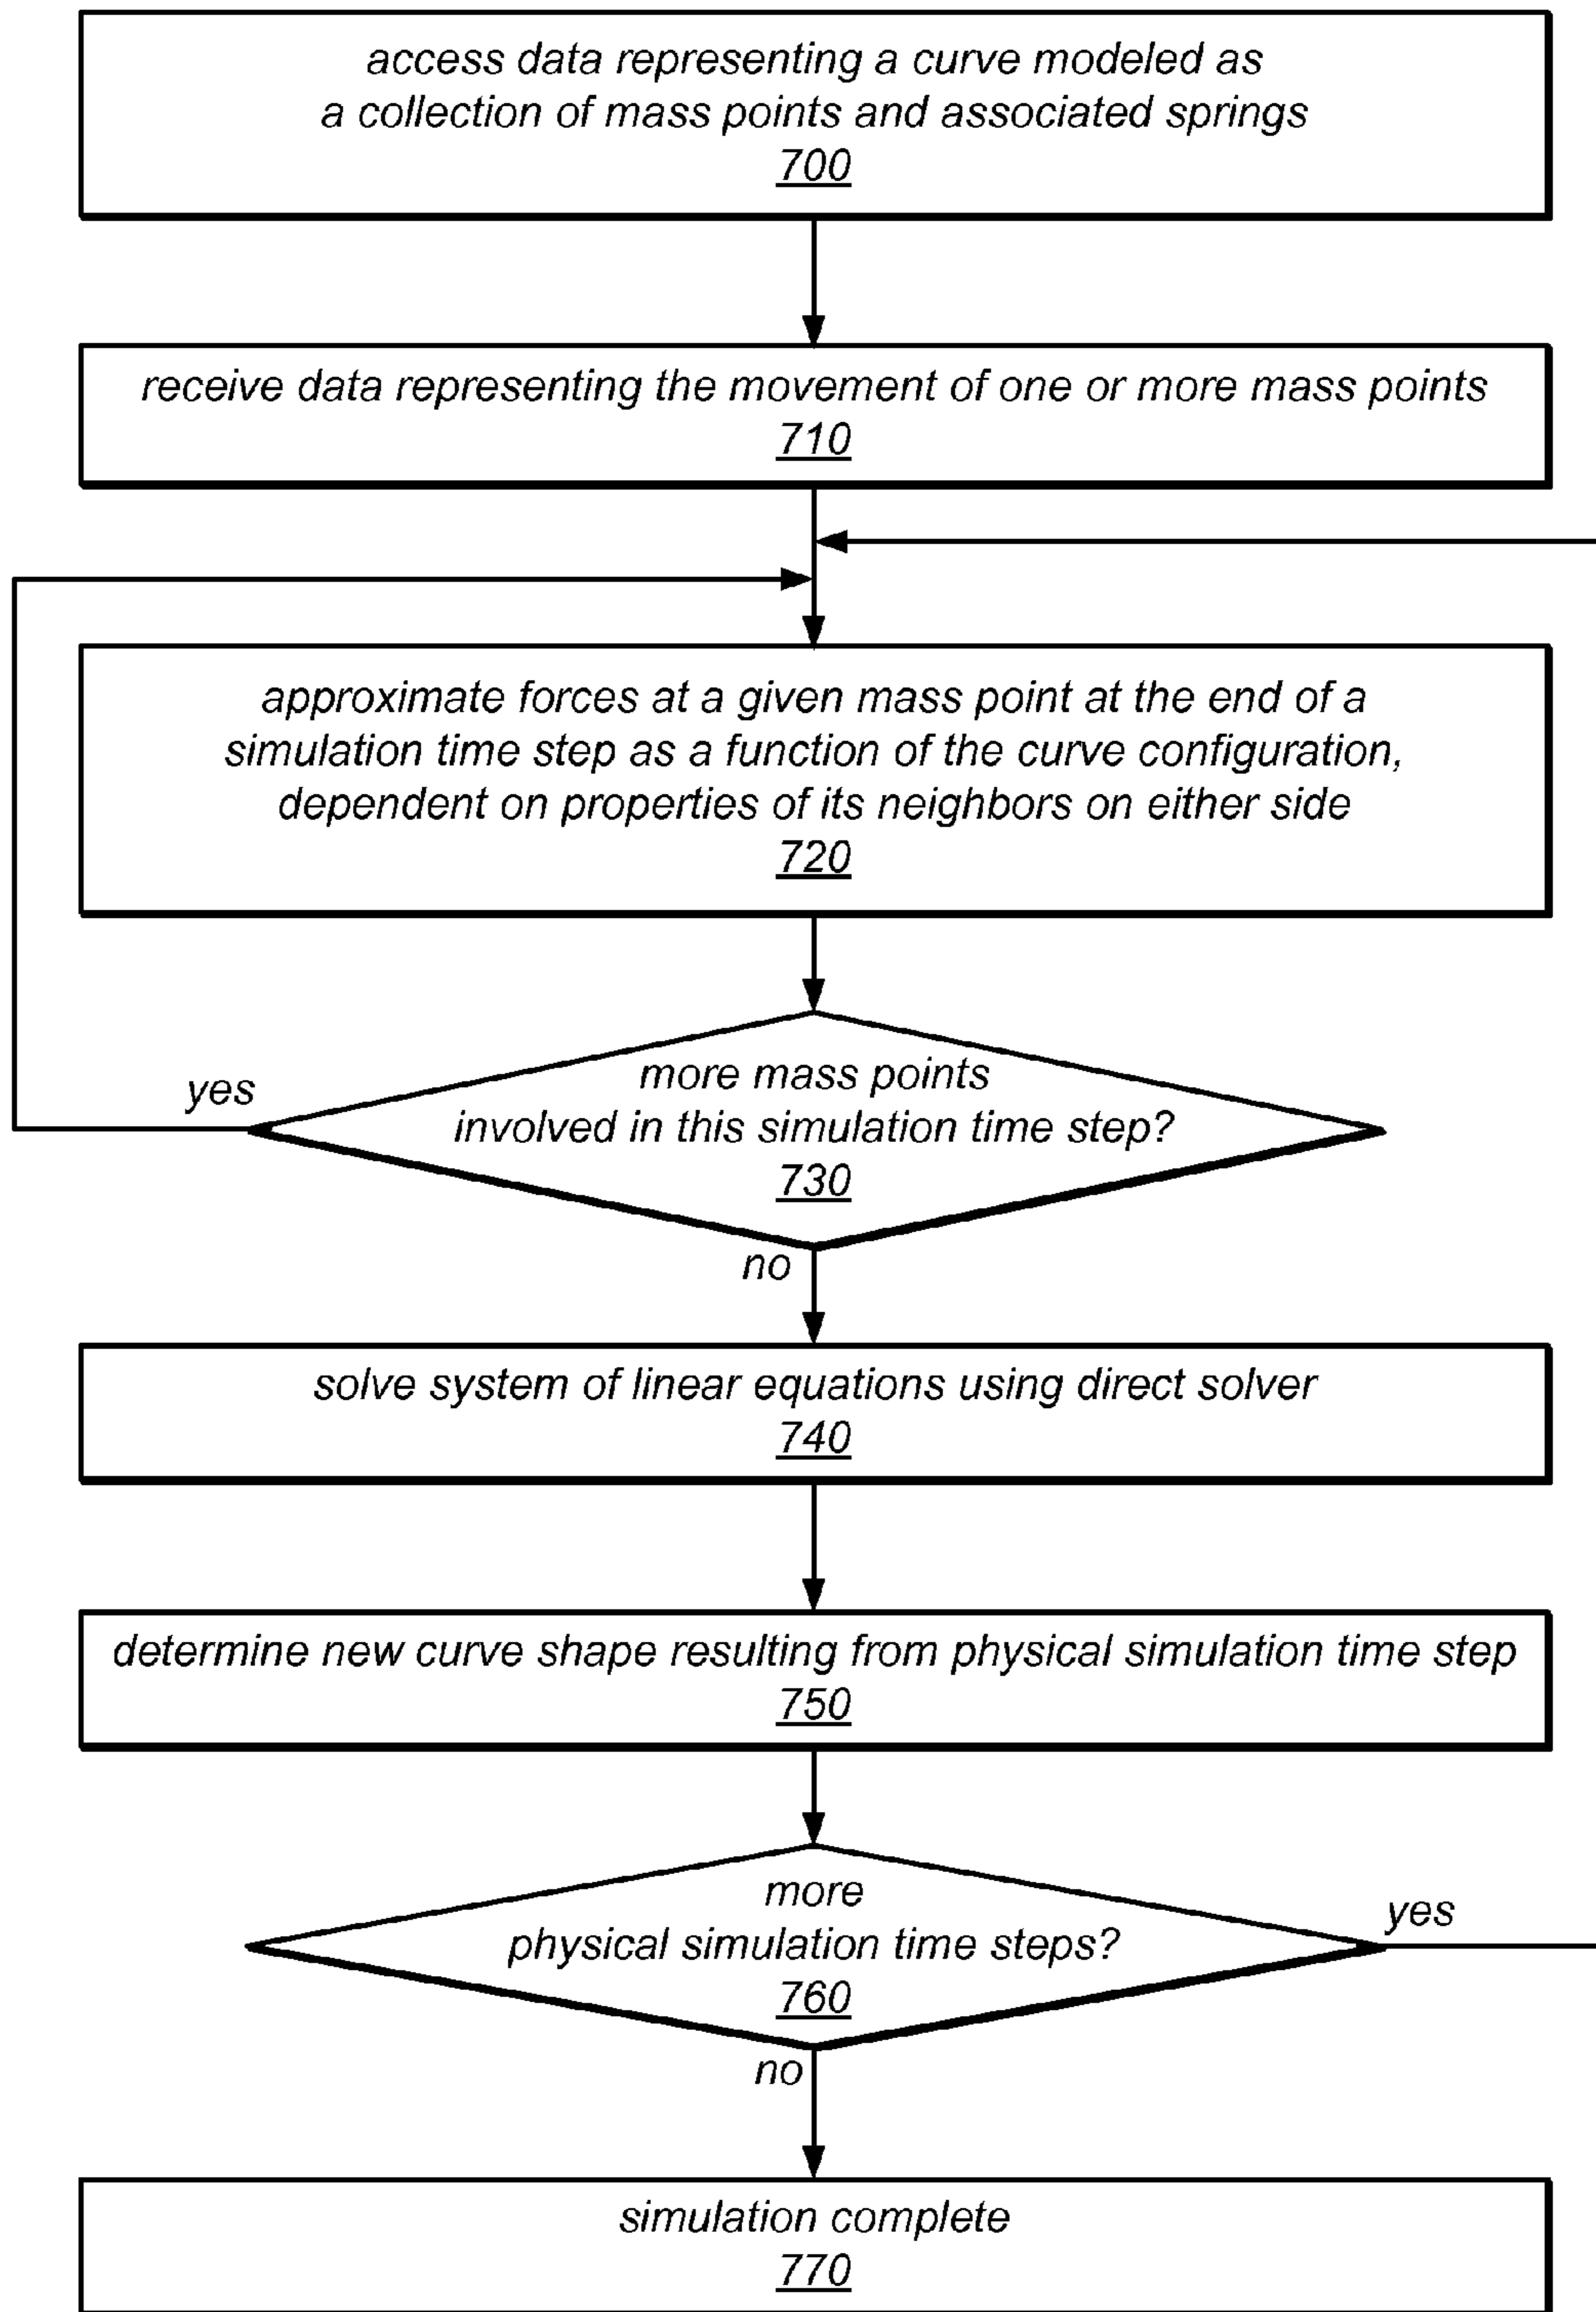 access data representing a curve modeled as
a collection of mass points and associated springs
700
receive data representing the movement of one or more mass points
710
approximate forces at a given mass point at the end of a
simulation time step as a function of the curve configuration,
dependent on properties of its neighbors on either side
720
yes
more mass points
involved in this simulation time step?
730
no
solve system of linear equations using direct solver
740
determine new curve shape resulting from physical simulation time step
750
more
yes
physical simulation time steps?
760
no
simulation complete
770